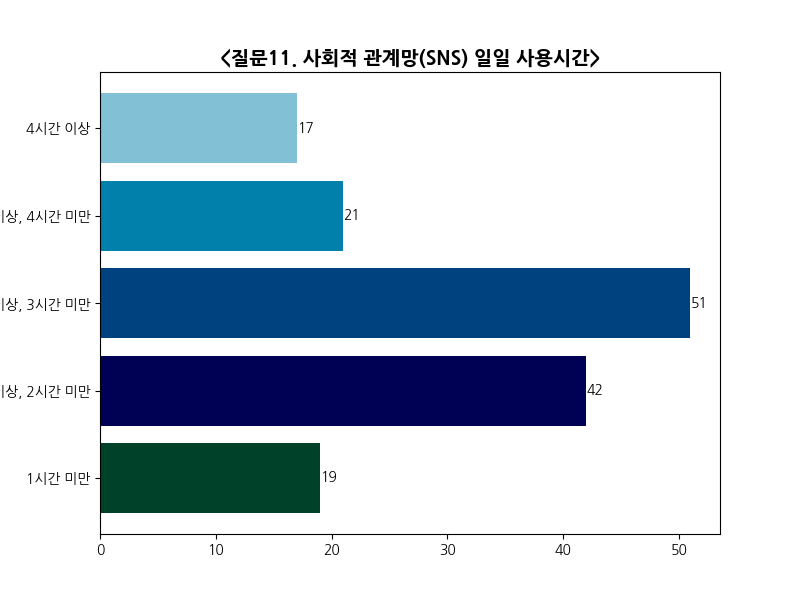 <질문11. 사회적 관계망(SNS) 일일 사용시간>
4시간 이상
17
이상, 4시간 미만
21
이상, 3시간 미만
51
이상, 2시간 미만
42
1시간 미만
19
0 10 20 30 40 50